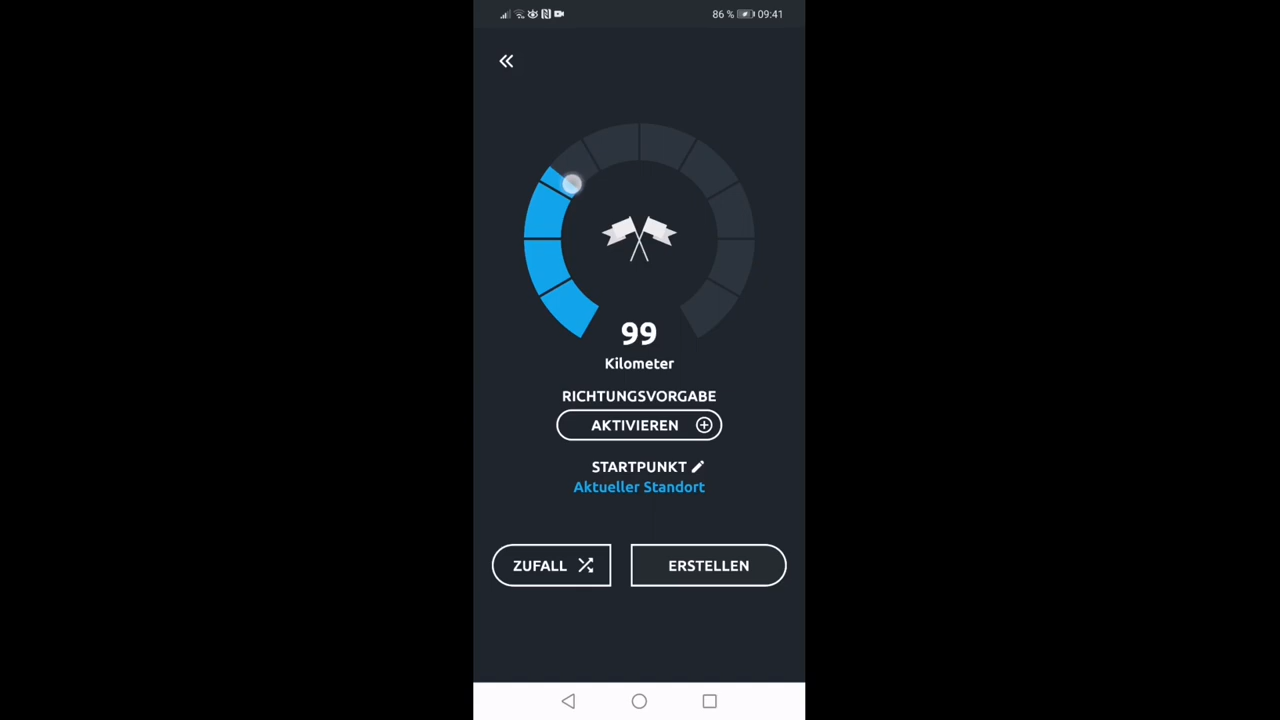 86 % 09:41
99
Kilometer
RICHTUNGSVORGABE
AKTIVIEREN
STARTPUNKT
Aktueller Standort
ZUFALL
ERSTELLEN